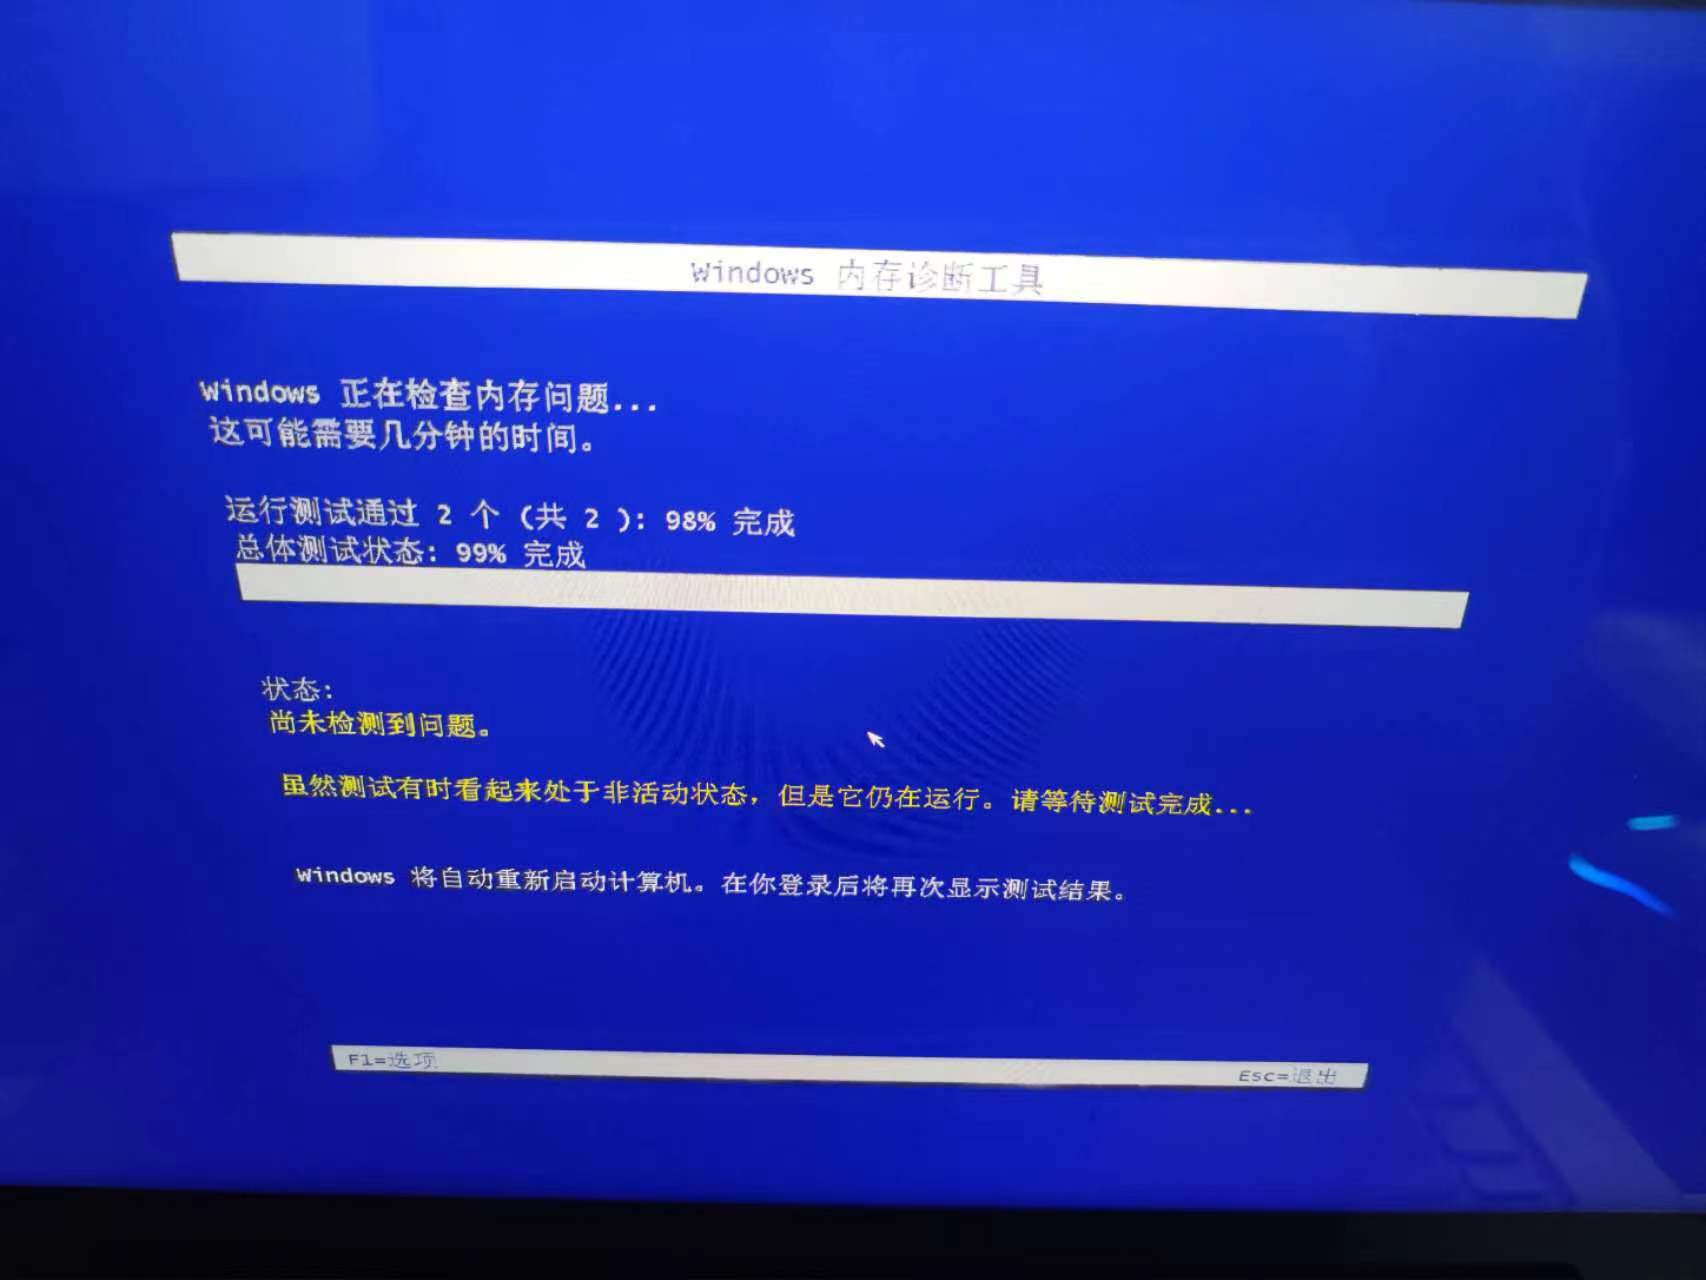 Windows 内存诊断工具
Windows 正在检查内存问题...
这可能需要几分钟的时间。
运行测试通过 2 个 (共 2 ): 98% 完成
总体测试状态: 99% 完成
状态:
尚未检测到问题。
虽然测试有时看起来处于非活动状态，但是它仍在运行。请等待测试完成...
Windows 将自动重新启动计算机。在你登录后将再次显示测试结果。
F1=选项
Esc=退出